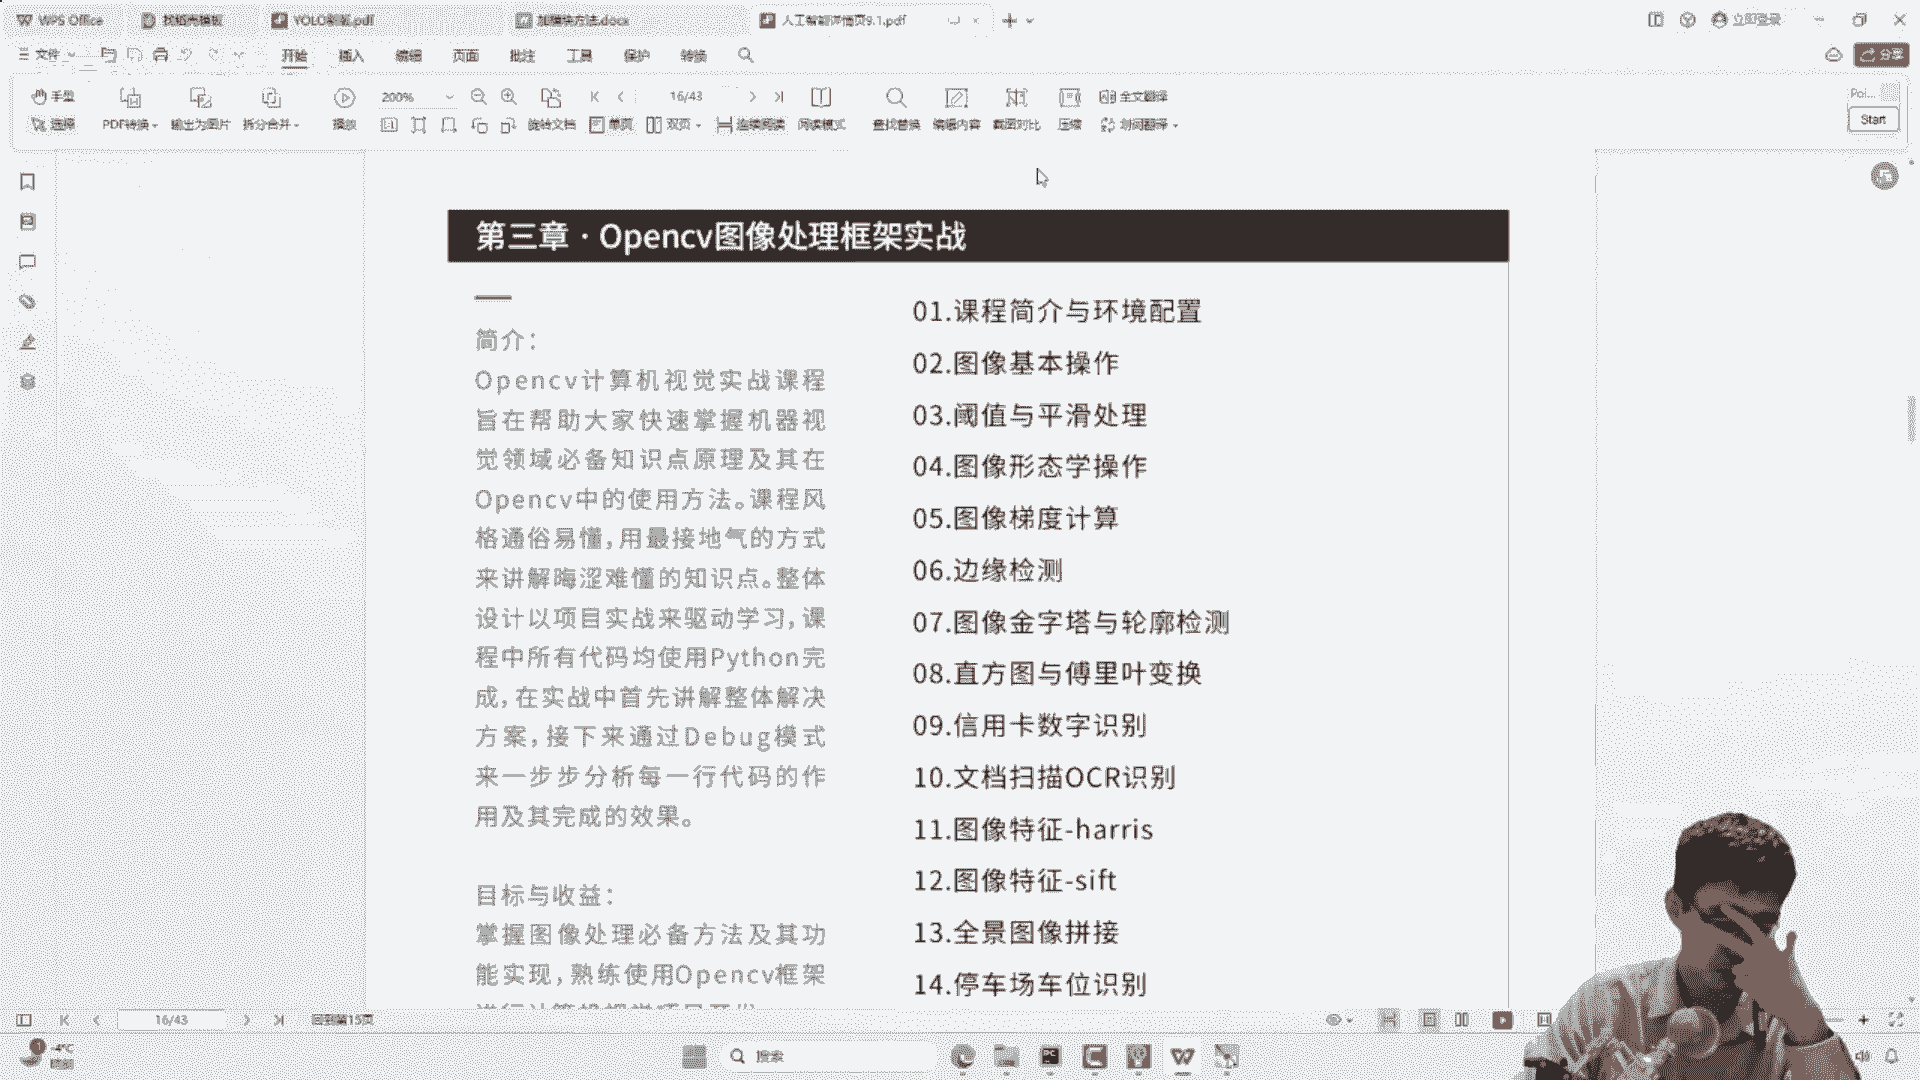 WPS Office
找稻壳模板
YOLO新版.pdf
加模块方法.docx
人工智能详情页9.1.pdf
立即登录
文件
开始
插入
编辑
页面
批注
工具
保护
转换
分享
手型
200%
16/43
全文翻译
选择
PDF转换
输出为图片
拆分合并
播放
旋转文档
单页
双页
连续阅读
阅读模式
查找替换
编辑内容
截图对比
压缩
划词翻译
Poi...
Start
第三章 · Opencv图像处理框架实战
简介:
Opencv计算机视觉实战课程
旨在帮助大家快速掌握机器视
觉领域必备知识点原理及其在
Opencv中的使用方法。课程风
格通俗易懂,用最接地气的方式
来讲解晦涩难懂的知识点。整体
设计以项目实战来驱动学习,课
程中所有代码均使用Python完
成,在实战中首先讲解整体解决
方案,接下来通过Debug模式
来一步步分析每一行代码的作
用及其完成的效果。
目标与收益:
掌握图像处理必备方法及其功
能实现,熟练使用Opencv框架
01.课程简介与环境配置
02.图像基本操作
03.阈值与平滑处理
04.图像形态学操作
05.图像梯度计算
06.边缘检测
07.图像金字塔与轮廓检测
08.直方图与傅里叶变换
09.信用卡数字识别
10.文档扫描OCR识别
11.图像特征-harris
12.图像特征-sift
13.全景图像拼接
14.停车场车位识别
16/43
回到第15页
-4°C
搜索